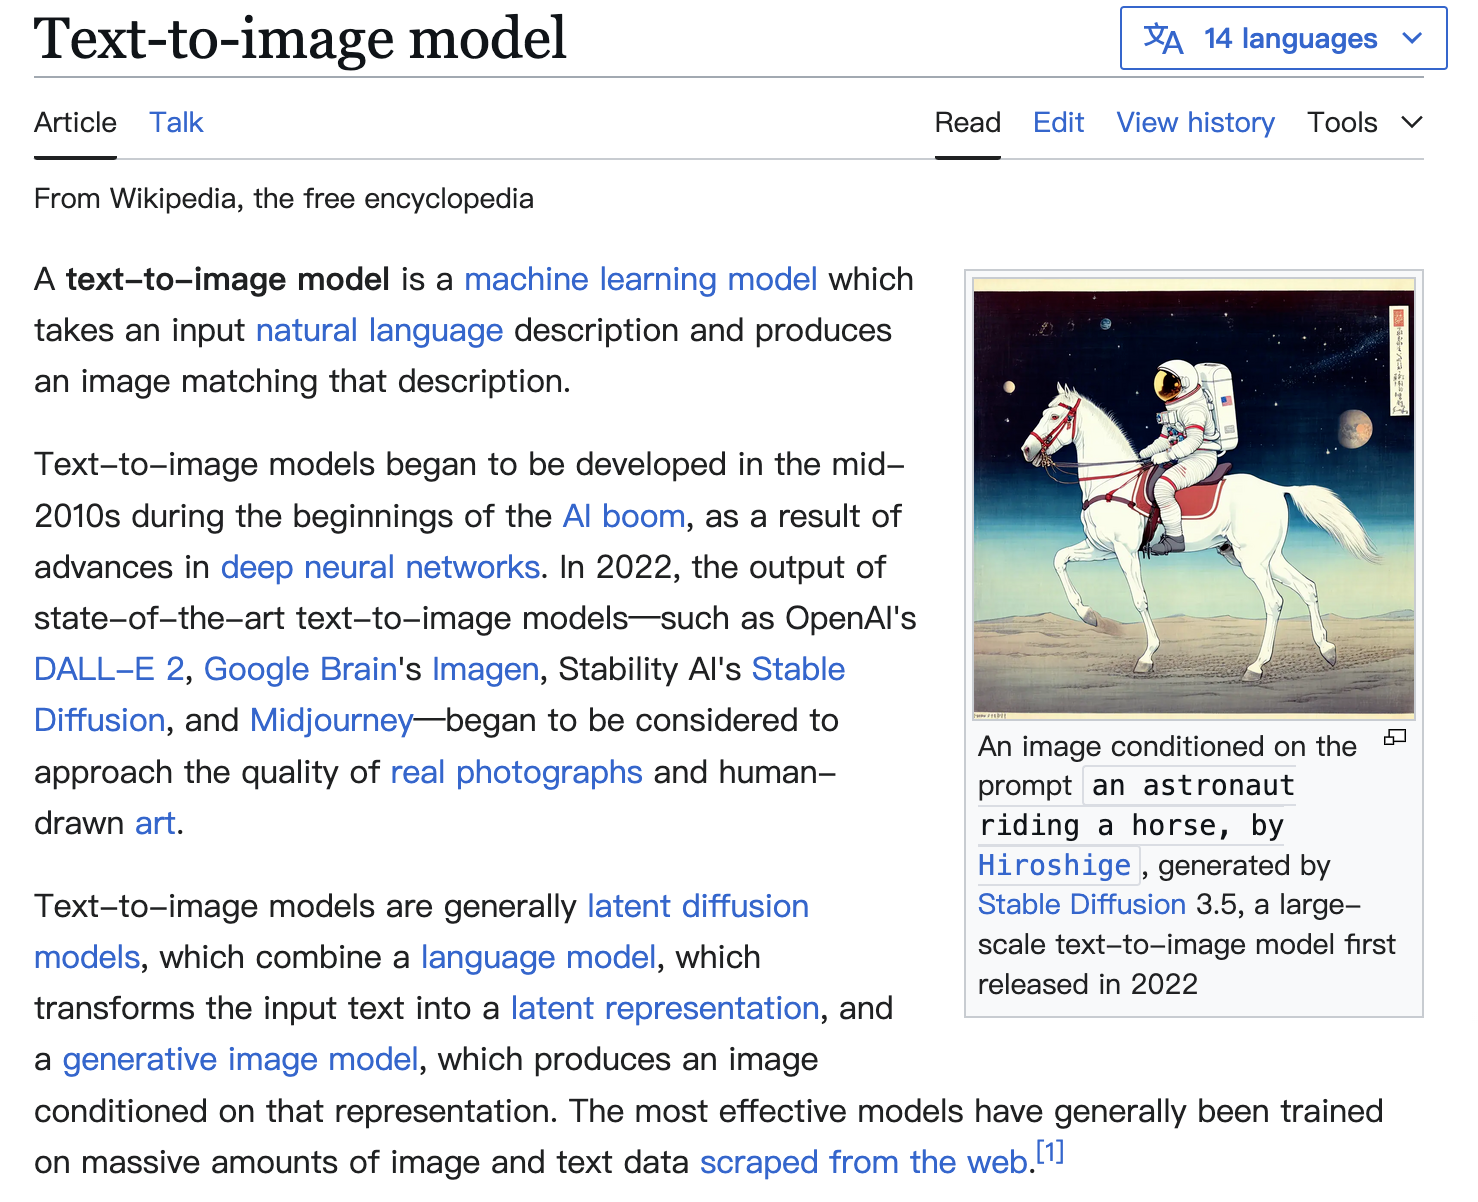 Text-to-image model
14 languages
Article Talk Read Edit View history Tools
From Wikipedia, the free encyclopedia
A text-to-image model is a machine learning model which
takes an input natural language description and produces
an image matching that description.
Text-to-image models began to be developed in the mid-
2010s during the beginnings of the AI boom, as a result of
advances in deep neural networks. In 2022, the output of
state-of-the-art text-to-image models—such as OpenAI's
DALL-E 2, Google Brain's Imagen, Stability AI's Stable
Diffusion, and Midjourney—began to be considered to
approach the quality of real photographs and human-
drawn art.
Text-to-image models are generally latent diffusion
models, which combine a language model, which
transforms the input text into a latent representation, and
a generative image model, which produces an image
conditioned on that representation. The most effective models have generally been trained
on massive amounts of image and text data scraped from the web.[1]
An image conditioned on the
prompt an astronaut
riding a horse, by
Hiroshige, generated by
Stable Diffusion 3.5, a large-
scale text-to-image model first
released in 2022